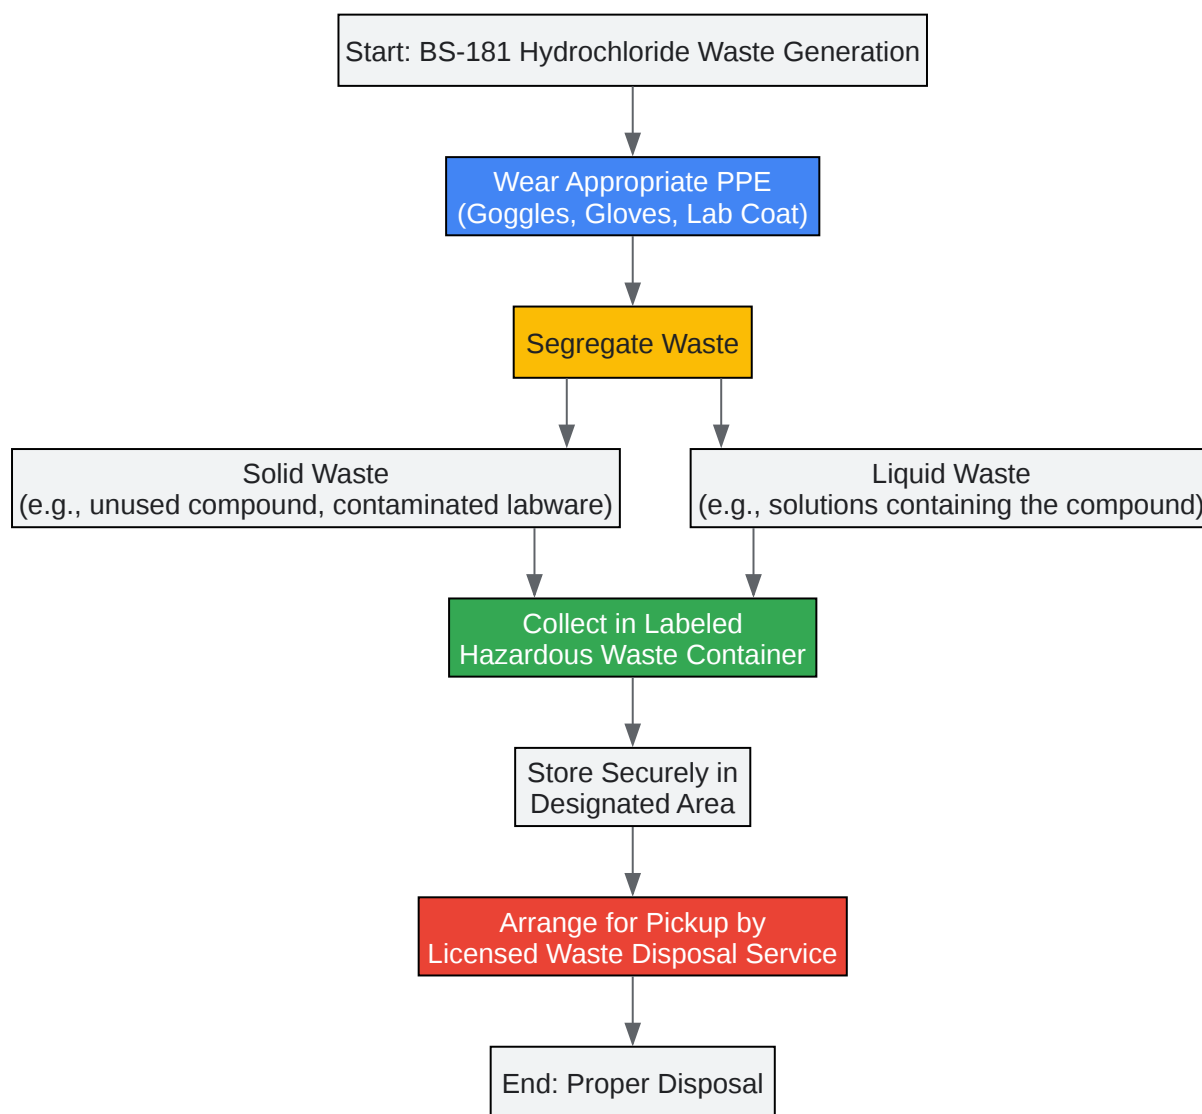 Start: BS-181 Hydrochloride Waste Generation
Wear Appropriate PPE
(Goggles, Gloves, Lab Coat)
Segregate Waste
Solid Waste
(e.g., unused compound, contaminated labware)
Liquid Waste
(e.g., solutions containing the compound)
Collect in Labeled
Hazardous Waste Container
Store Securely in
Designated Area
Arrange for Pickup by
Licensed Waste Disposal Service
End: Proper Disposal